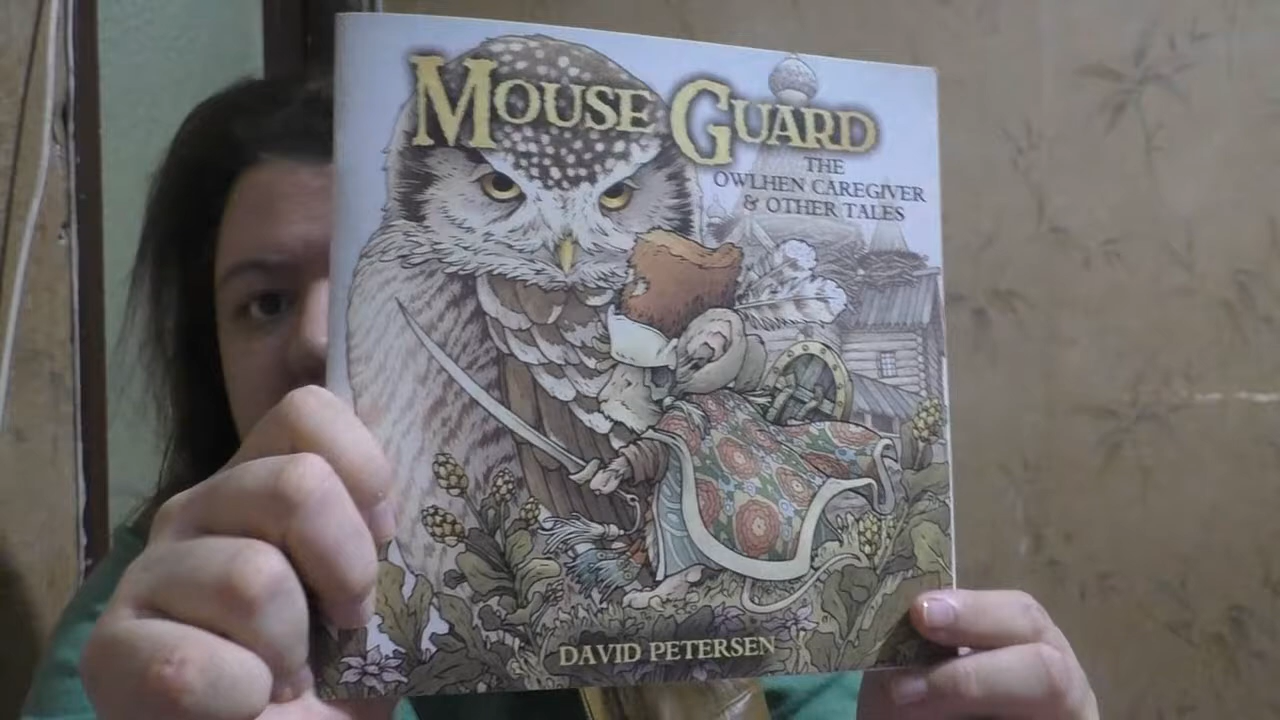 MOUSE GUARD
THE
OWLHEN CAREGIVER
& OTHER TALES
DAVID PETERSEN